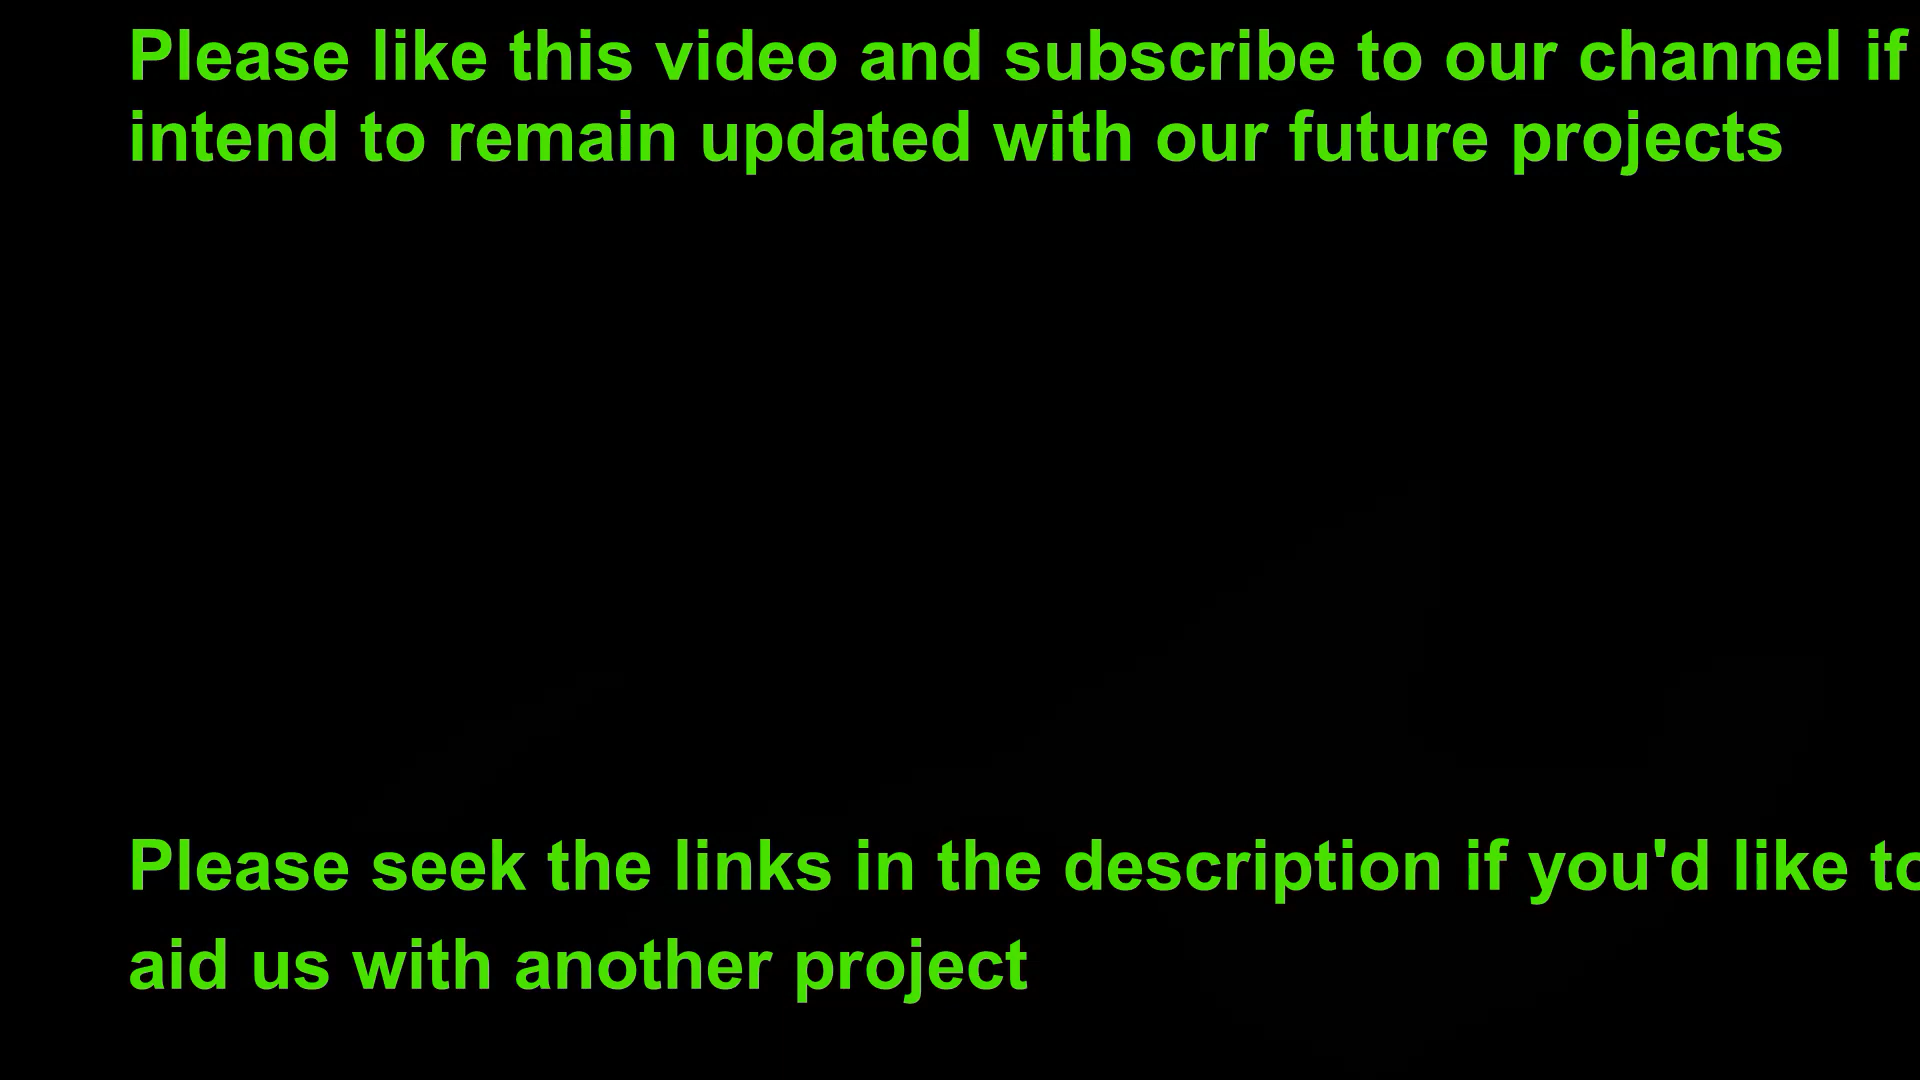 Please like this video and subscribe to our channel if
intend to remain updated with our future projects
Please seek the links in the description if you'd like to
aid us with another project